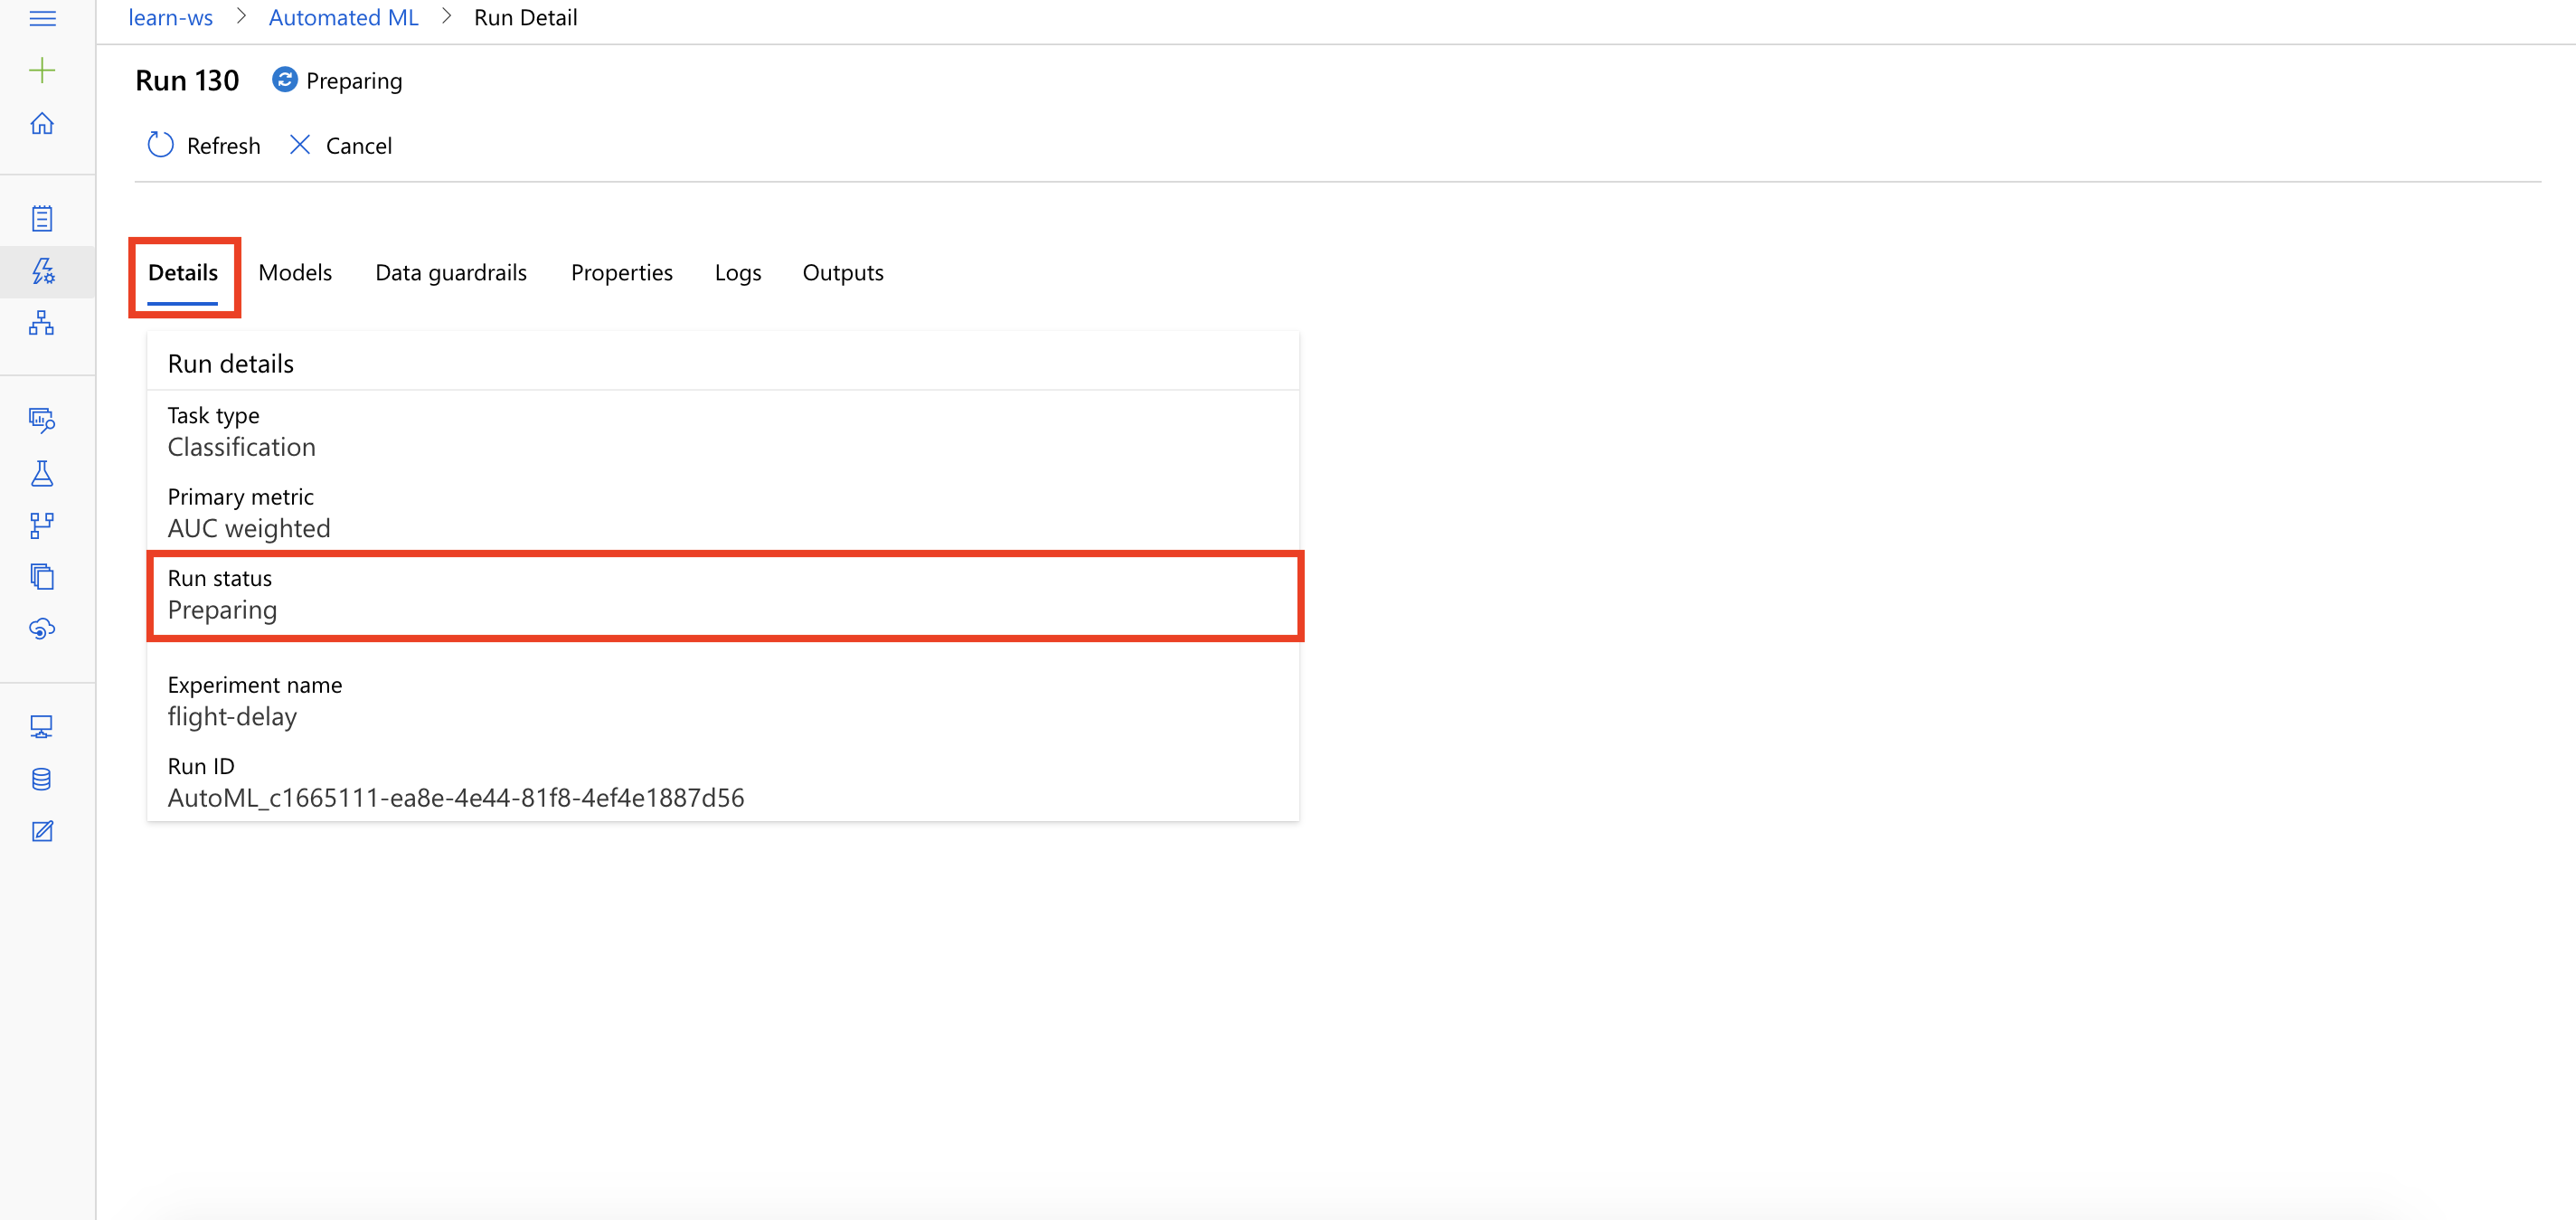 learn-ws > Automated ML > Run Detail
Run 130 Preparing
Refresh Cancel
Details Models Data guardrails Properties Logs Outputs
Run details
Task type
Classification
Primary metric
AUC weighted
Run status
Preparing
Experiment name
flight-delay
Run ID
AutoML_c1665111-ea8e-4e44-81f8-4ef4e1887d56